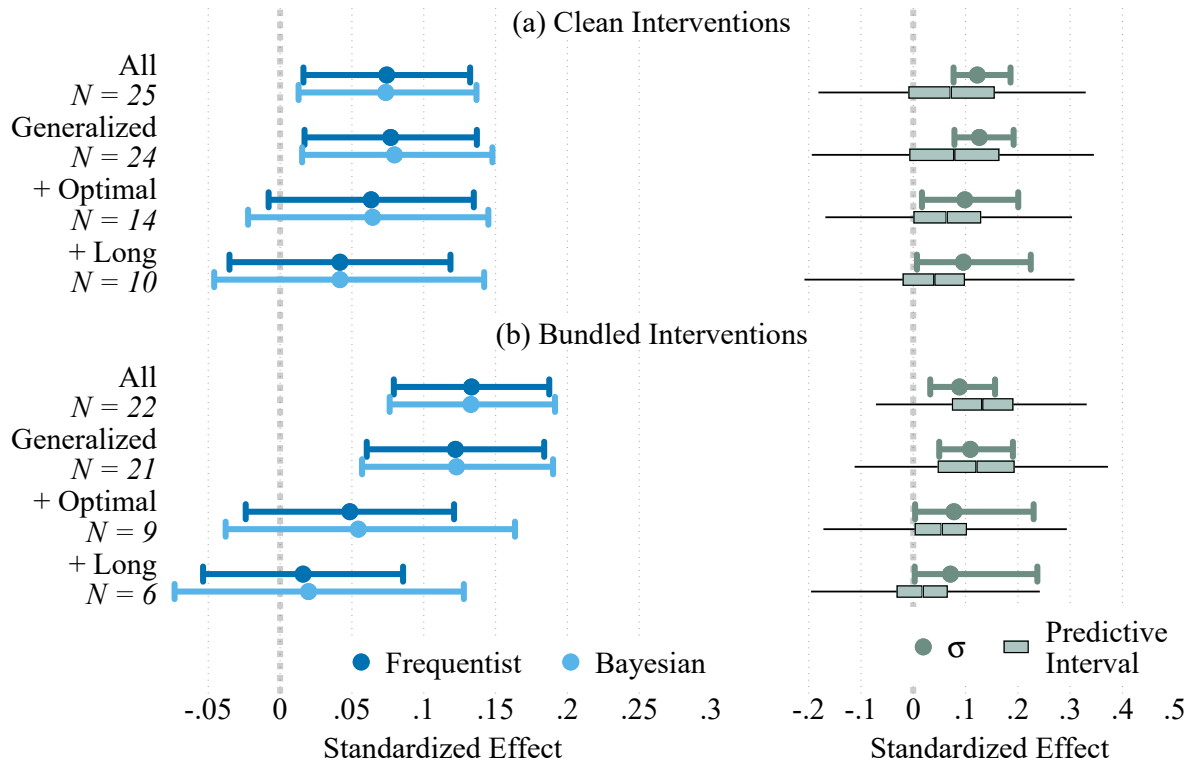 (a) Clean Interventions
All
N = 25
Generalized
N = 24
+ Optimal
N = 14
+ Long
N = 10
(b) Bundled Interventions
All
N = 22
Generalized
N = 21
+ Optimal
N = 9
+ Long
N = 6
Frequentist Bayesian
σ Predictive
Interval
-.05 0 .05 .1 .15 .2 .25 .3
-.2 -.1 0 .1 .2 .3 .4 .5
Standardized Effect
Standardized Effect